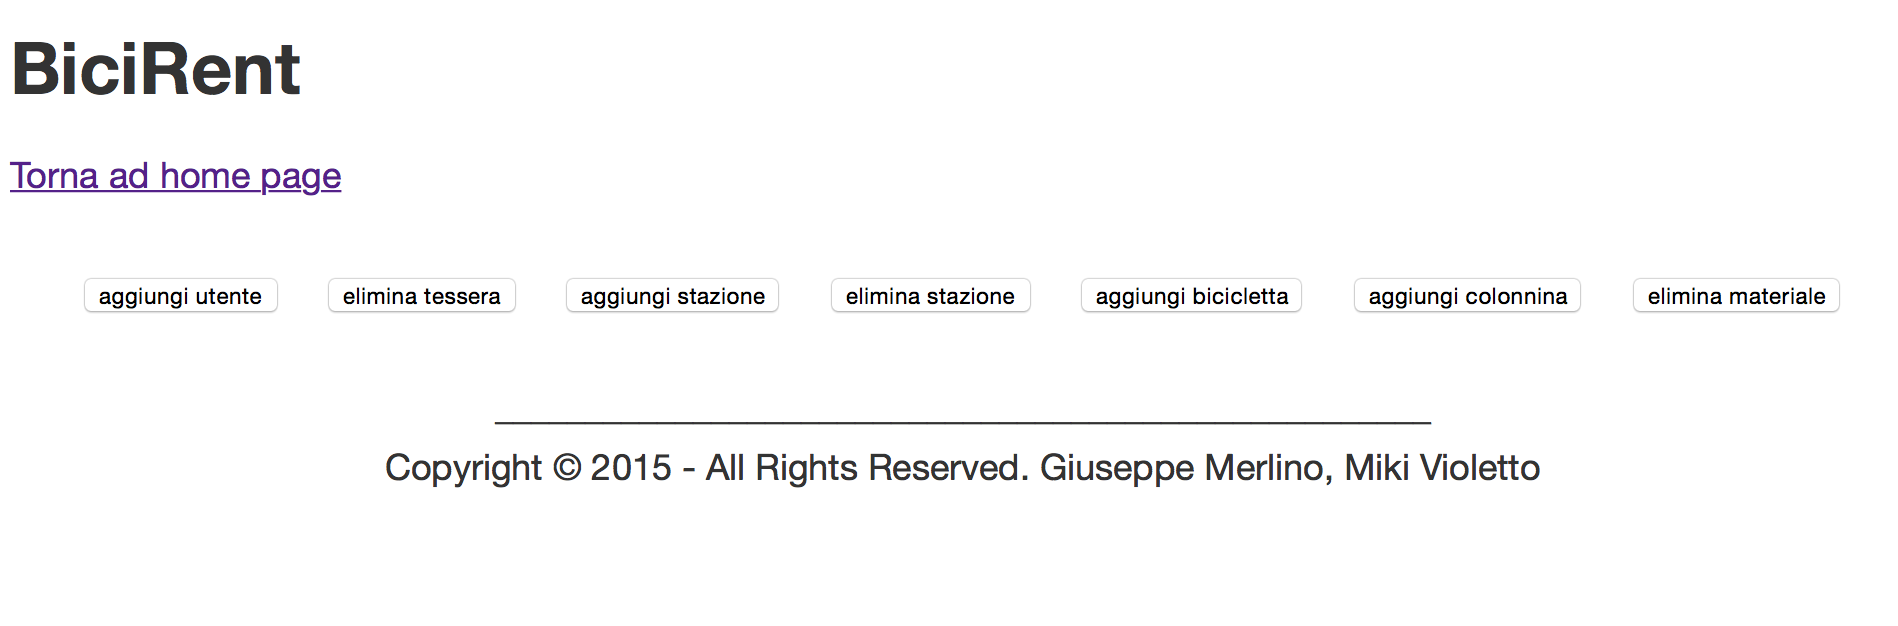 BiciRent
Torna ad home page
aggiungi utente elimina tessera aggiungi stazione elimina stazione aggiungi bicicletta aggiungi colonnina elimina materiale
Copyright © 2015 - All Rights Reserved. Giuseppe Merlino, Miki Violetto